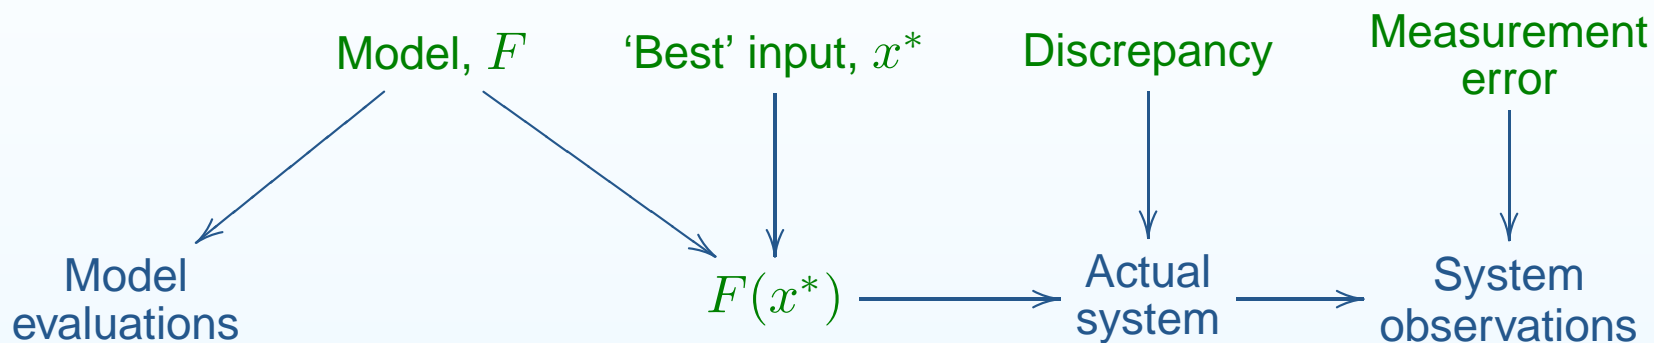 Model, F
‘Best’ input, x*
Discrepancy
Measurement
error
Model
evaluations
F(x*)
Actual
system
System
observations